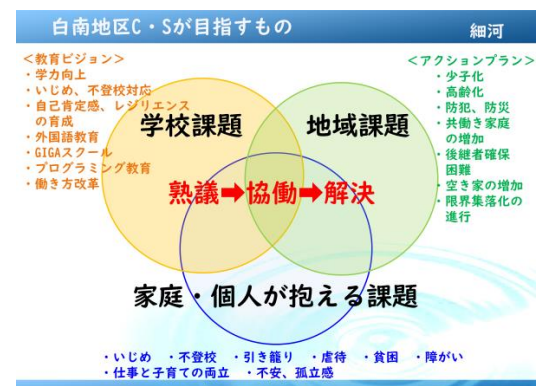 白南地区C・Sが目指すもの
細河
<教育ビジョン>
・学力向上
・いじめ、不登校対応
・自己肯定感、レジリエンス
の育成
・外国語教育
・GIGAスクール
・プログラミング教育
・働き方改革
<アクションプラン>
・少子化
・高齢化
・防犯、防災
・共働き家庭
の増加
・後継者確保
困難
・空き家の増加
・限界集落化の
進行
学校課題
地域課題
熟議➡協働➡解決
家庭・個人が抱える課題
・いじめ ・不登校 ・引き籠り ・虐待 ・貧困 ・障がい
・仕事と子育ての両立 ・不安、孤立感